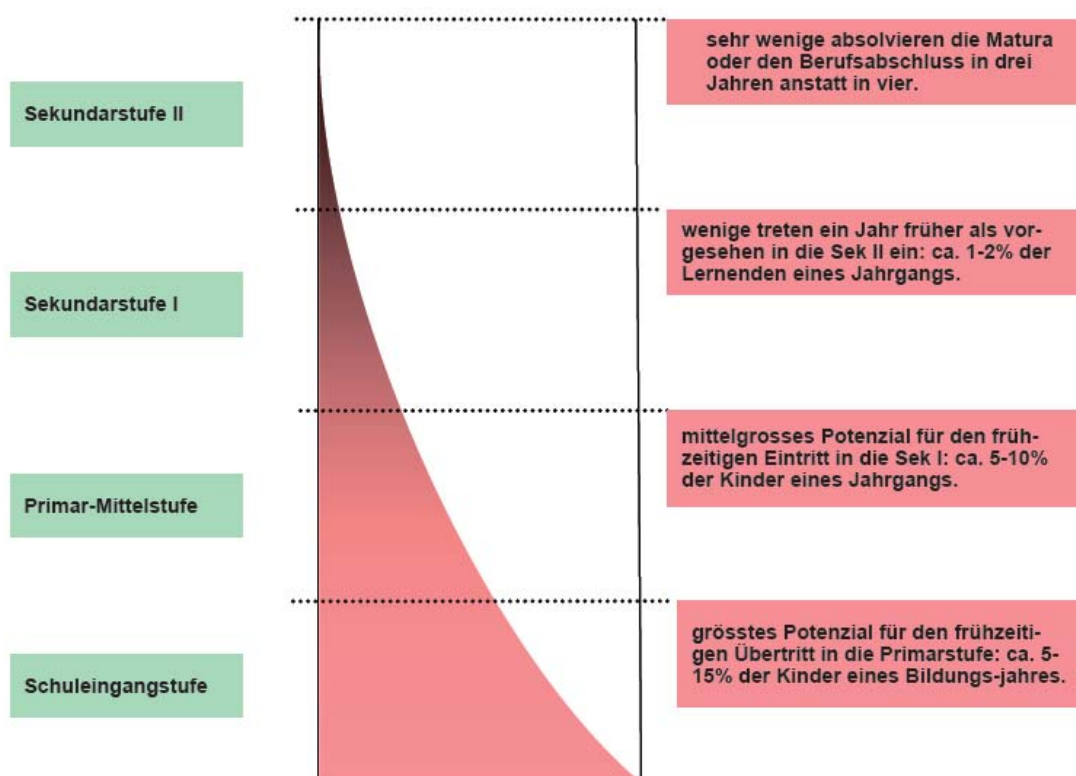 sehr wenige absolvieren die Matura
oder den Berufsabschluss in drei
Jahren anstatt in vier.
Sekundarstufe II
wenige treten ein Jahr früher als vor-
gesehen in die Sek II ein: ca. 1-2% der
Lernenden eines Jahrgangs.
Sekundarstufe I
mittelgrosses Potenzial für den früh-
zeitigen Eintritt in die Sek I: ca. 5-10%
der Kinder eines Jahrgangs.
Primar-Mittelstufe
grösstes Potenzial für den frühzeiti-
gen Übertritt in die Primarstufe: ca. 5-
15% der Kinder eines Bildungs-jahres.
Schuleingangstufe